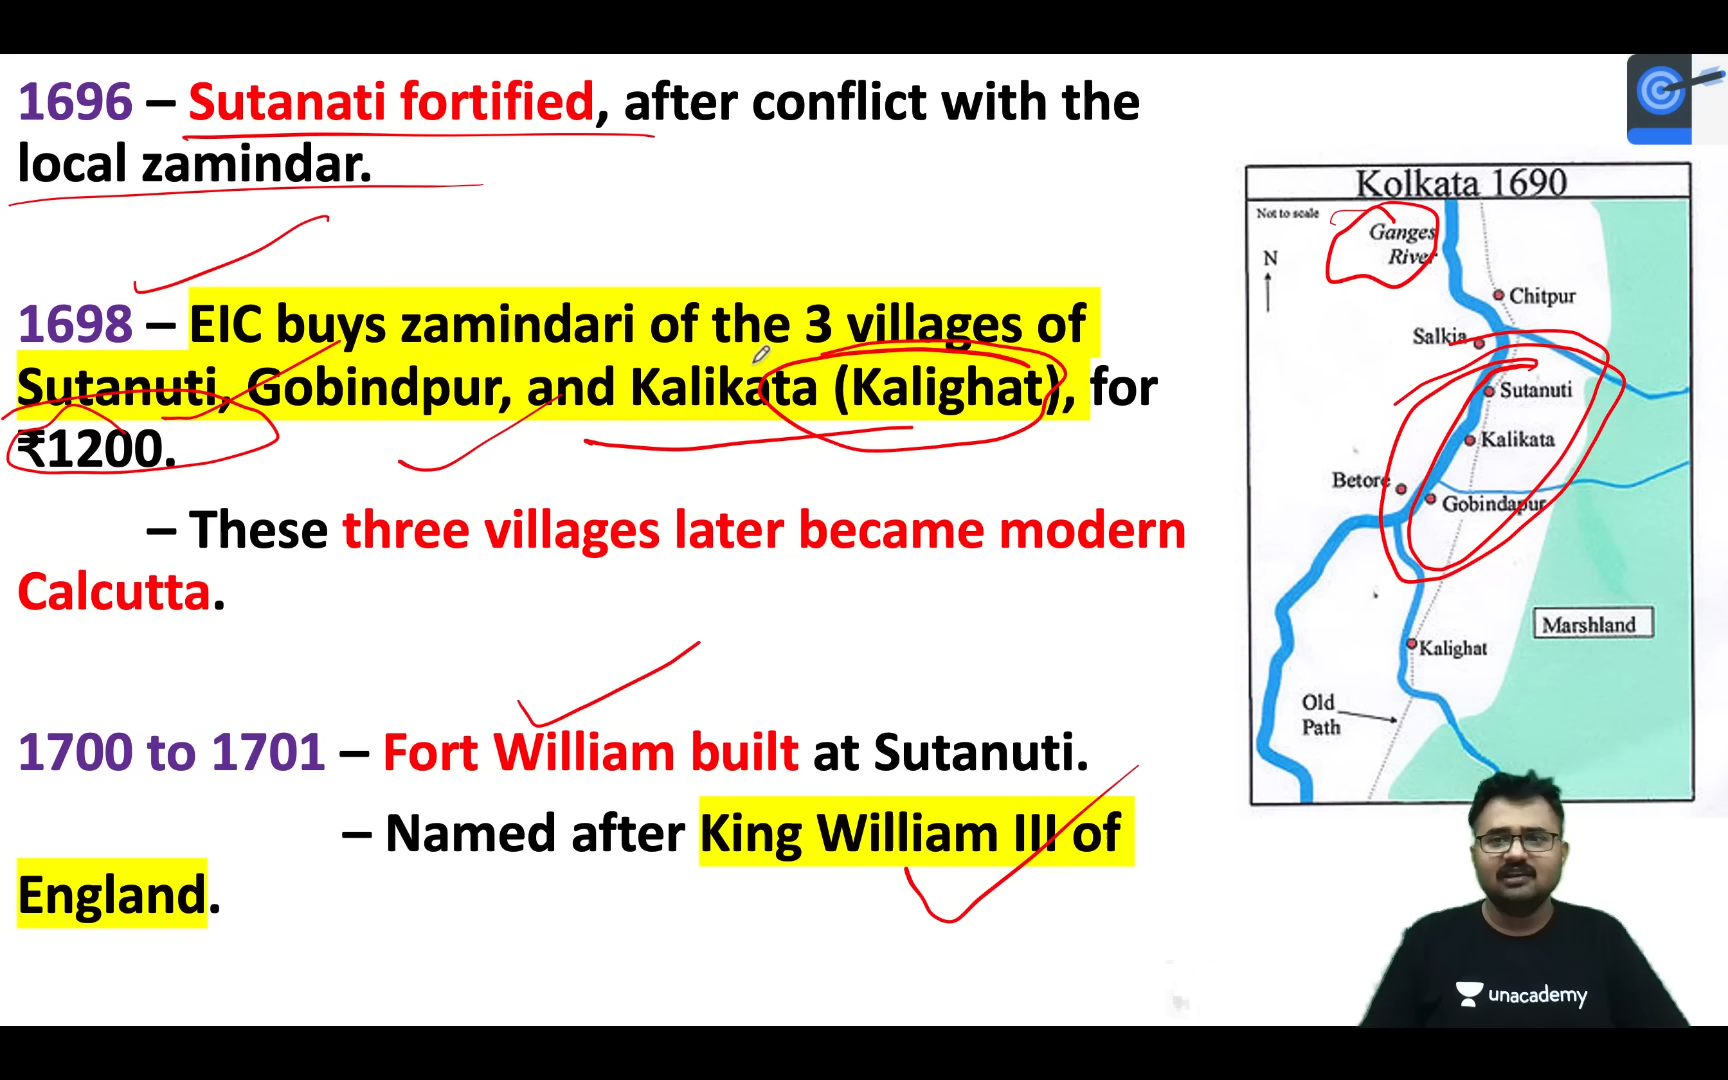 1696 – Sutanati fortified, after conflict with the
local zamindar.
1698 – EIC buys zamindari of the 3 villages of
Sutanuti, Gobindpur, and Kalikata (Kalighat), for
₹1200.
– These three villages later became modern
Calcutta.
1700 to 1701 – Fort William built at Sutanuti.
– Named after King William III of
England.
Kolkata 1690
Not to scale
Ganges
River
N
Chitpur
Salkia
Sutanuti
Kalikata
Betore
Gobindapur
Marshland
Kalighat
Old
Path
unacademy